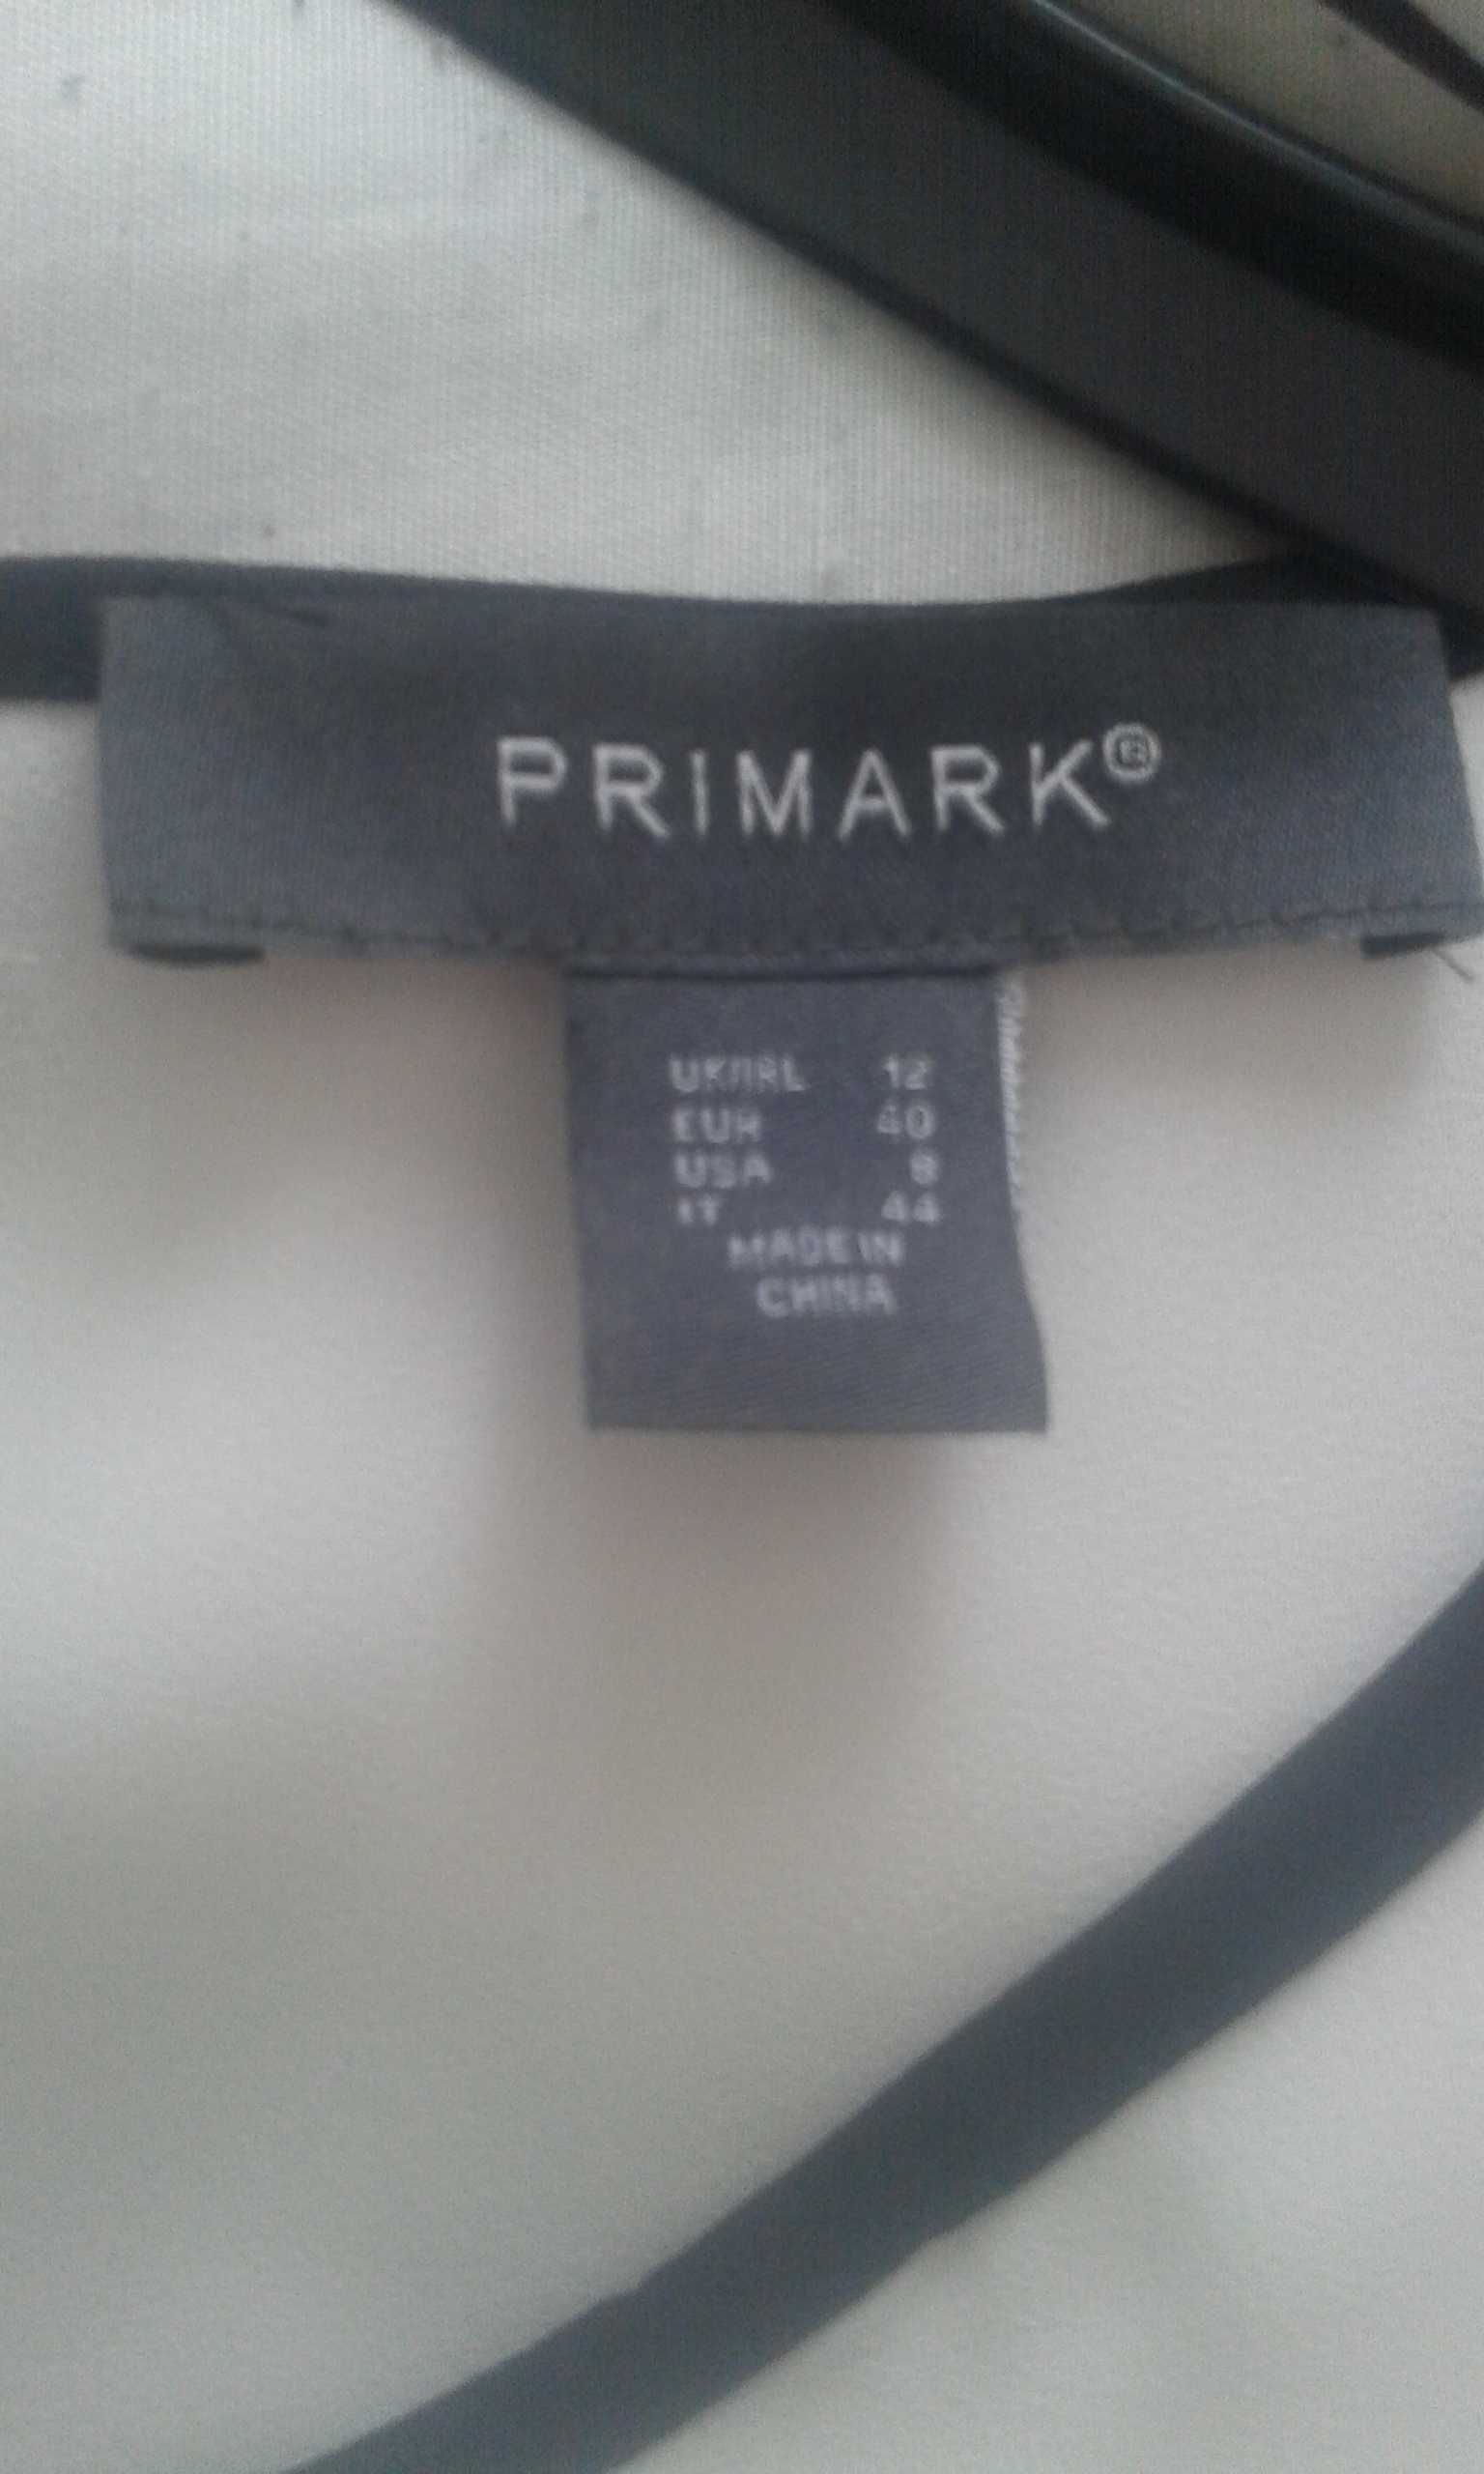 PRIMARK®
UK/IRL 12
EUR 40
USA 8
IT 44
MADE IN
CHINA